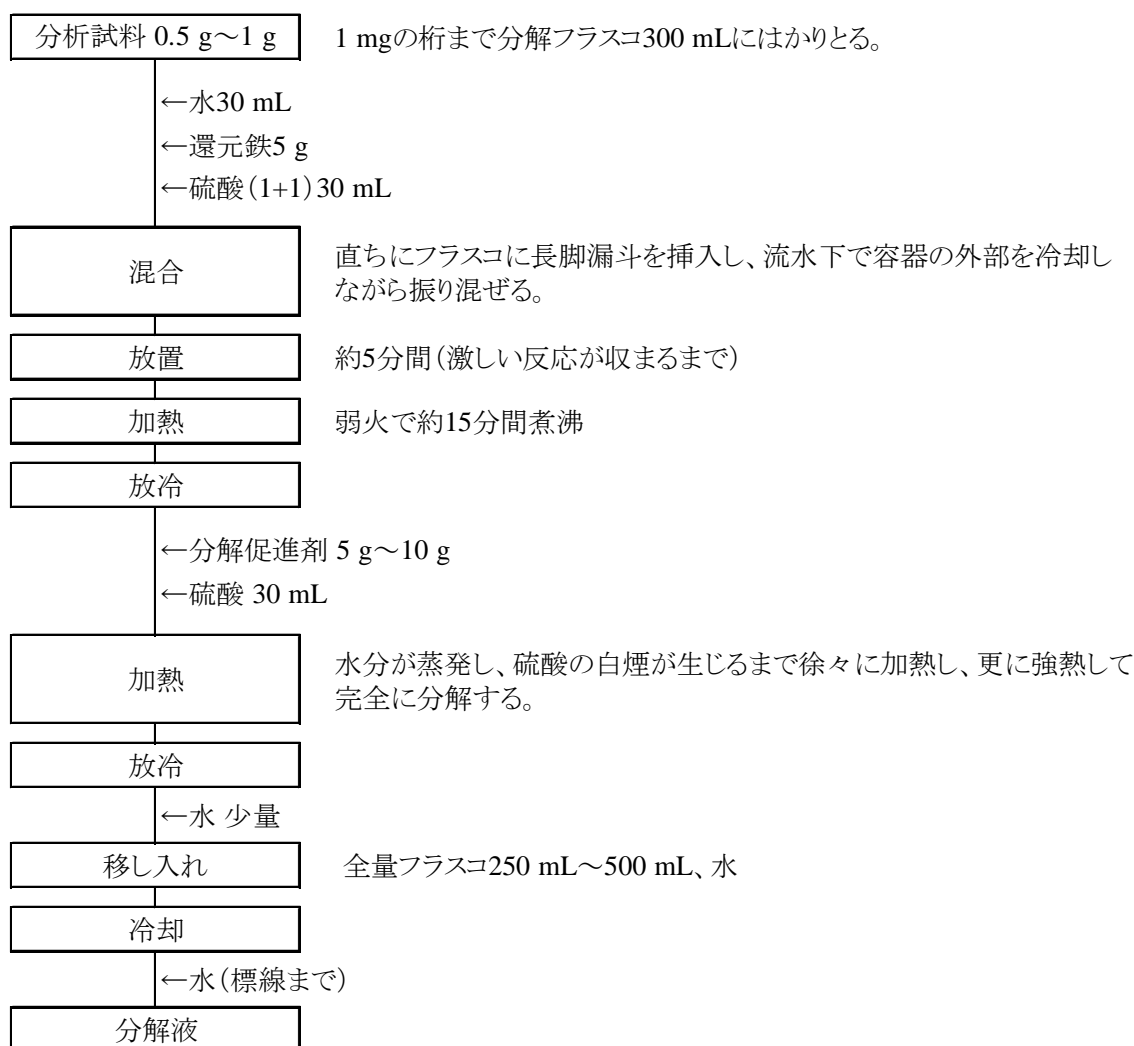 分析試料 0.5 g～1 g
1 mgの桁まで分解フラスコ300 mLにはかりとる。
←水30 mL
←還元鉄5 g
←硫酸(1+1)30 mL
混合
直ちにフラスコに長脚漏斗を挿入し、流水下で容器の外部を冷却し
ながら振り混ぜる。
放置
約5分間(激しい反応が収まるまで)
加熱
弱火で約15分間煮沸
放冷
←分解促進剤 5 g～10 g
←硫酸 30 mL
加熱
水分が蒸発し、硫酸の白煙が生じるまで徐々に加熱し、更に強熱して
完全に分解する。
放冷
←水 少量
移し入れ
全量フラスコ250 mL～500 mL、水
冷却
←水(標線まで)
分解液